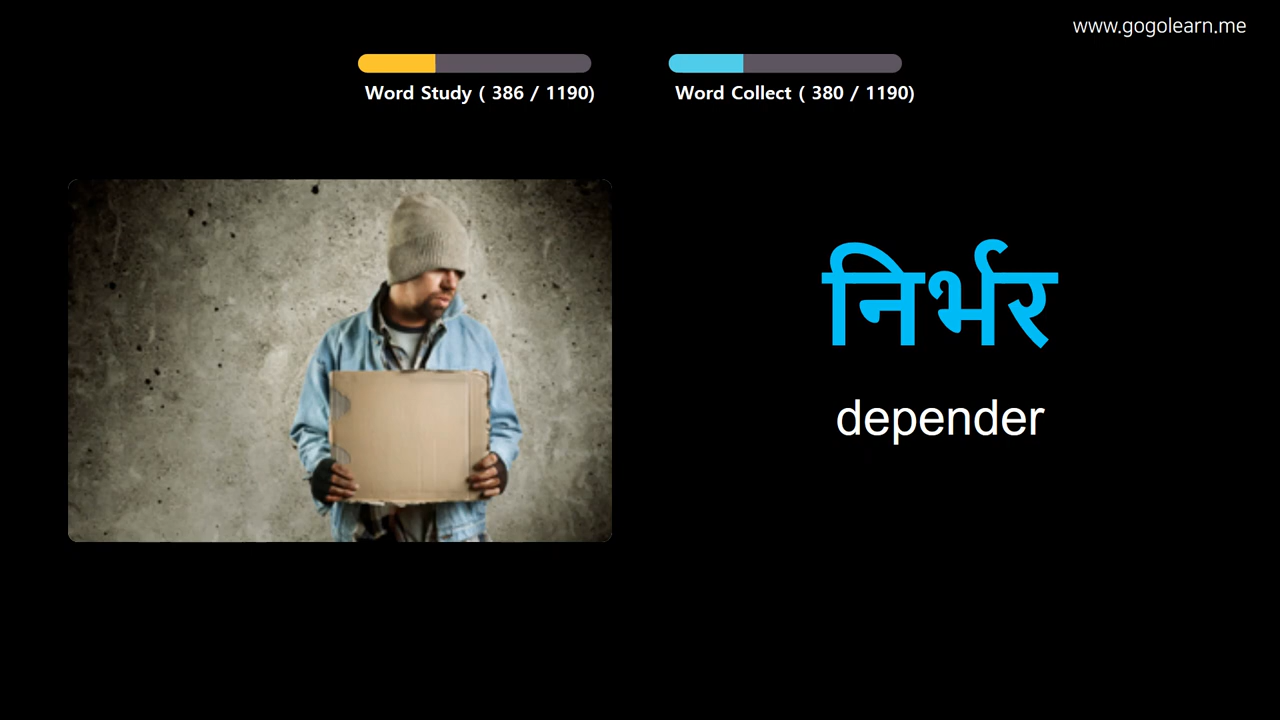 www.gogolearn.me
Word Study ( 386 / 1190)
Word Collect ( 380 / 1190)
निर्भर
depender